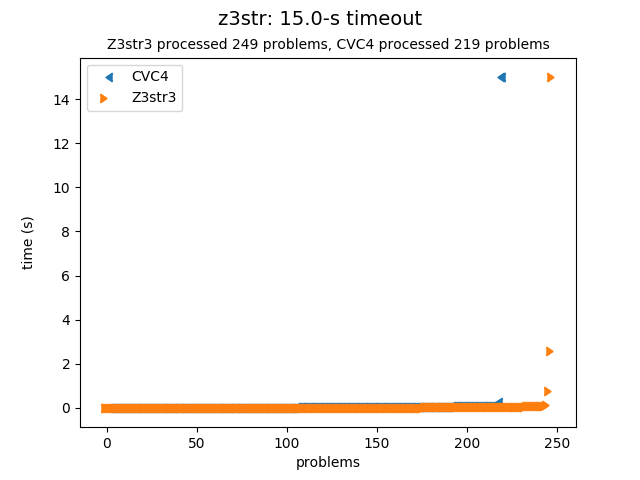 z3str: 15.0-s timeout
Z3str3 processed 249 problems, CVC4 processed 219 problems
CVC4
Z3str3
14
12
10
8
6
4
2
0
time (s)
0 50 100 150 200 250
problems